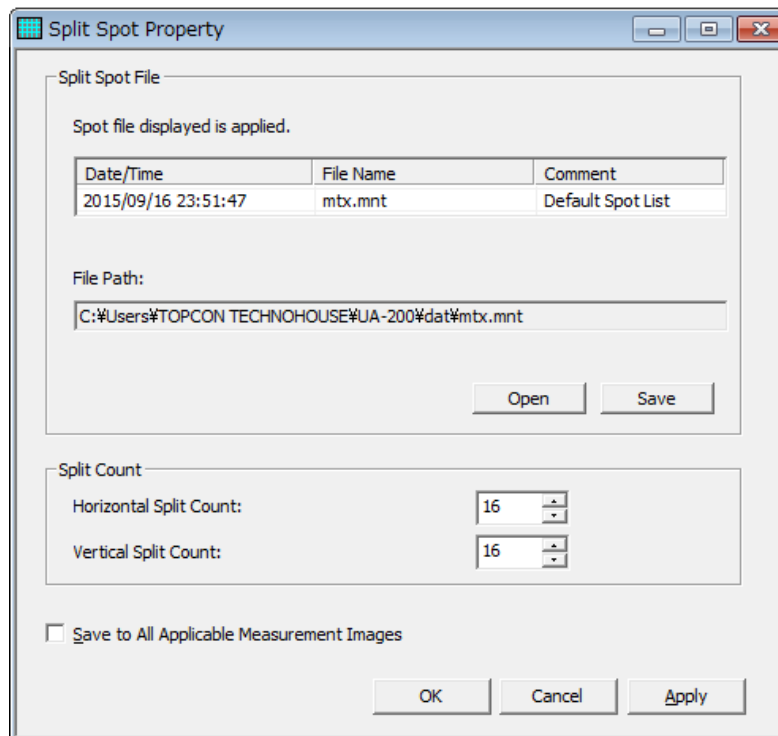 Split Spot Property
Split Spot File
Spot file displayed is applied.
Date/Time File Name Comment
2015/09/16 23:51:47 mtx.mnt Default Spot List
File Path:
C:¥Users¥TOPCON TECHNOHOUSE¥UA-200¥dat¥mtx.mnt
Open Save
Split Count
Horizontal Split Count: 16
Vertical Split Count: 16
Save to All Applicable Measurement Images
OK Cancel Apply